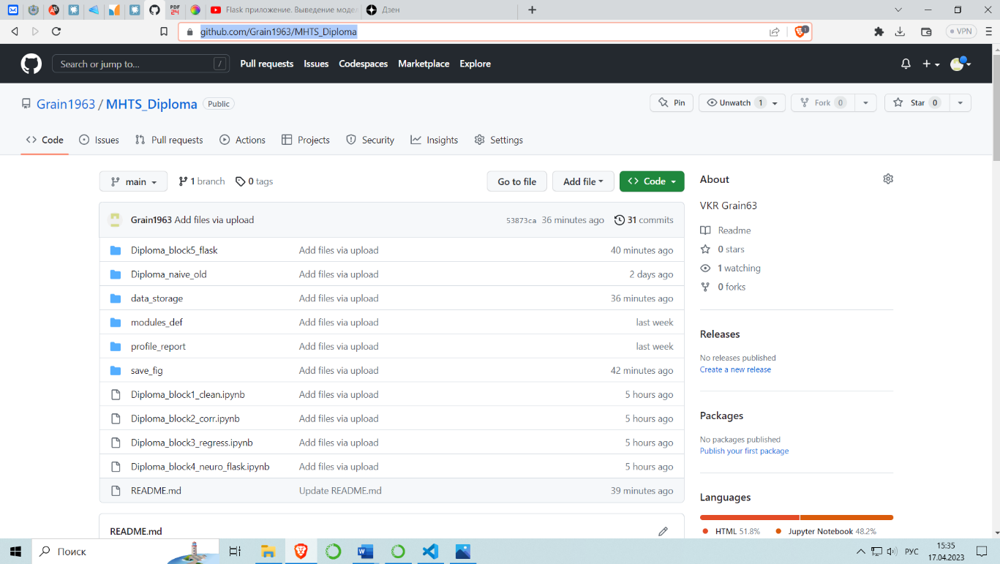 PDF 24
Flask приложение. Выведение моде
Дзен
github.com/Grain1963/MHTS_Diploma
1
VPN
Search or jump to... /
Pull requests Issues Codespaces Marketplace Explore
Grain1963 / MHTS_Diploma Public
Pin
Unwatch 1
Fork 0
Star 0
Code Issues Pull requests Actions Projects Security Insights Settings
main 1 branch 0 tags
Go to file Add file Code
Grain1963 Add files via upload 53873ca 36 minutes ago 31 commits
Diploma_block5_flask Add files via upload 40 minutes ago
Diploma_naive_old Add files via upload 2 days ago
data_storage Add files via upload 36 minutes ago
modules_def Add files via upload last week
profile_report Add files via upload last week
save_fig Add files via upload 42 minutes ago
Diploma_block1_clean.ipynb Add files via upload 5 hours ago
Diploma_block2_corr.ipynb Add files via upload 5 hours ago
Diploma_block3_regress.ipynb Add files via upload 5 hours ago
Diploma_block4_neuro_flask.ipynb Add files via upload 5 hours ago
README.md Update README.md 39 minutes ago
README.md
About
VKR Grain63
Readme
0 stars
1 watching
0 forks
Releases
No releases published
Create a new release
Packages
No packages published
Publish your first package
Languages
HTML 51.8% Jupyter Notebook 48.2%
Поиск
РУС
15:35
17.04.2023